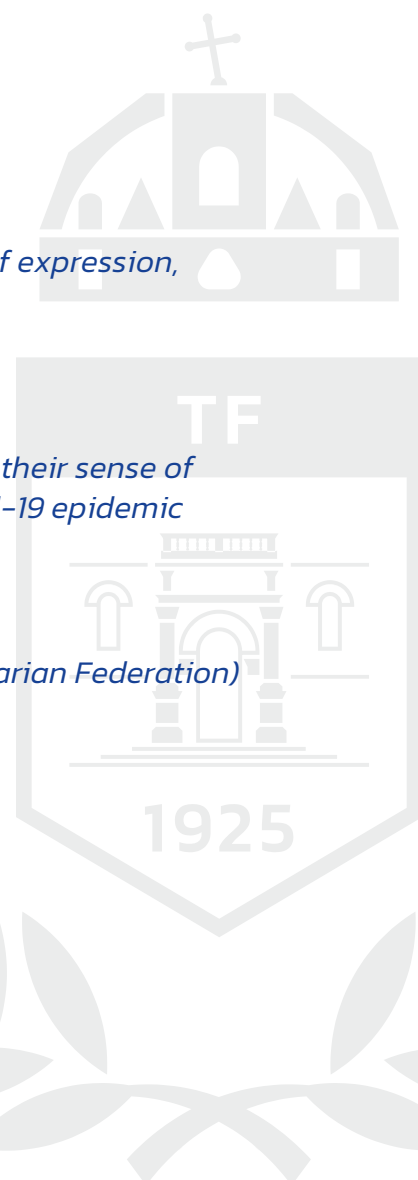 f expression,
TF
their sense of
-19 epidemic
arian Federation)
1925